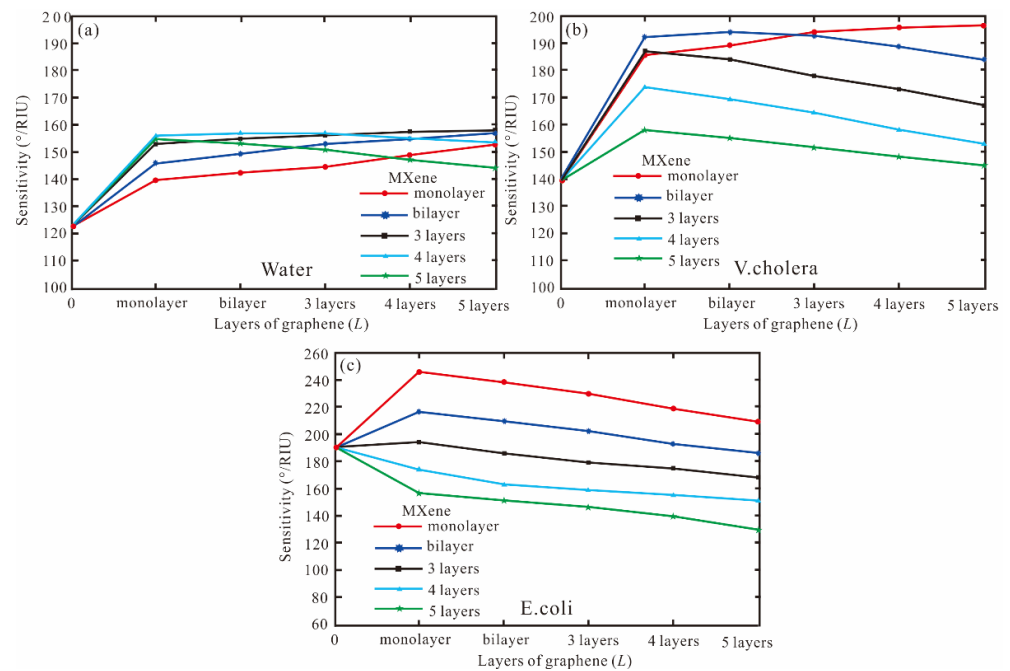 (a)
200
190
180
170
160
150
140
130
120
110
100
Sensitivity (°/RIU)
MXene
monolayer
bilayer
3 layers
4 layers
5 layers
Water
0 monolayer bilayer 3 layers 4 layers 5 layers
Layers of graphene (L)
(b)
200
190
180
170
160
150
140
130
120
110
100
Sensitivity (°/RIU)
MXene
monolayer
bilayer
3 layers
4 layers
5 layers
V.cholera
0 monolayer bilayer 3 layers 4 layers 5 layers
Layers of graphene (L)
(c)
260
240
220
200
180
160
140
120
100
80
60
Sensitivity (°/RIU)
MXene
monolayer
bilayer
3 layers
4 layers
5 layers
E.coli
0 monolayer bilayer 3 layers 4 layers 5 layers
Layers of graphene (L)